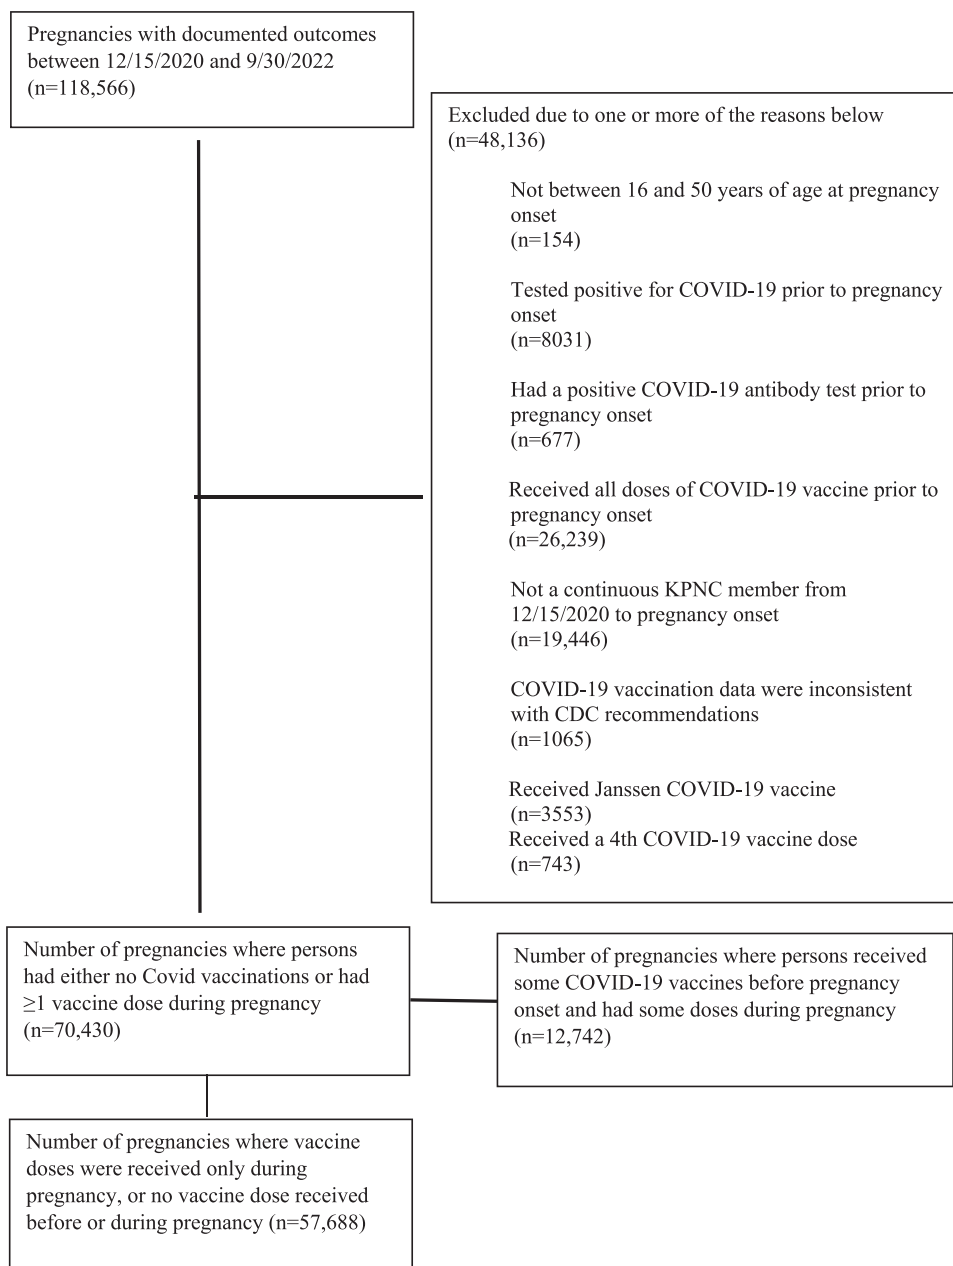 Pregnancies with documented outcomes
between 12/15/2020 and 9/30/2022
(n=118,566)
Excluded due to one or more of the reasons below
(n=48,136)
Not between 16 and 50 years of age at pregnancy
onset
(n=154)
Tested positive for COVID-19 prior to pregnancy
onset
(n=8031)
Had a positive COVID-19 antibody test prior to
pregnancy onset
(n=677)
Received all doses of COVID-19 vaccine prior to
pregnancy onset
(n=26,239)
Not a continuous KPNC member from
12/15/2020 to pregnancy onset
(n=19,446)
COVID-19 vaccination data were inconsistent
with CDC recommendations
(n=1065)
Received Janssen COVID-19 vaccine
(n=3553)
Received a 4th COVID-19 vaccine dose
(n=743)
Number of pregnancies where persons
had either no Covid vaccinations or had
≥1 vaccine dose during pregnancy
(n=70,430)
Number of pregnancies where persons received
some COVID-19 vaccines before pregnancy
onset and had some doses during pregnancy
(n=12,742)
Number of pregnancies where vaccine
doses were received only during
pregnancy, or no vaccine dose received
before or during pregnancy (n=57,688)